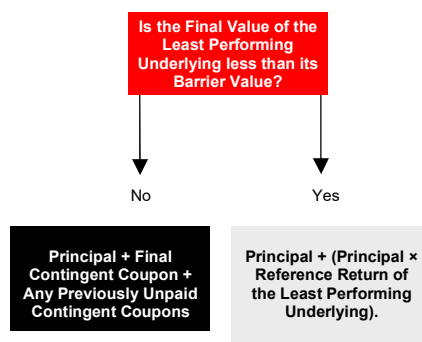 Is the Final Value of the
Least Performing
Underlying less than its
Barrier Value?
No
Yes
Principal + Final
Contingent Coupon +
Any Previously Unpaid
Contingent Coupons
Principal + (Principal ×
Reference Return of
the Least Performing
Underlying).